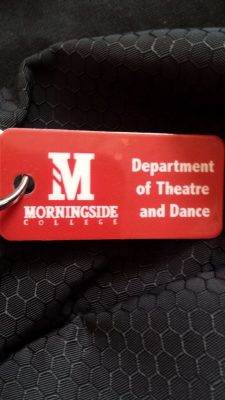 M
MORNINGSIDE
COLLEGE
Department
of Theatre
and Dance